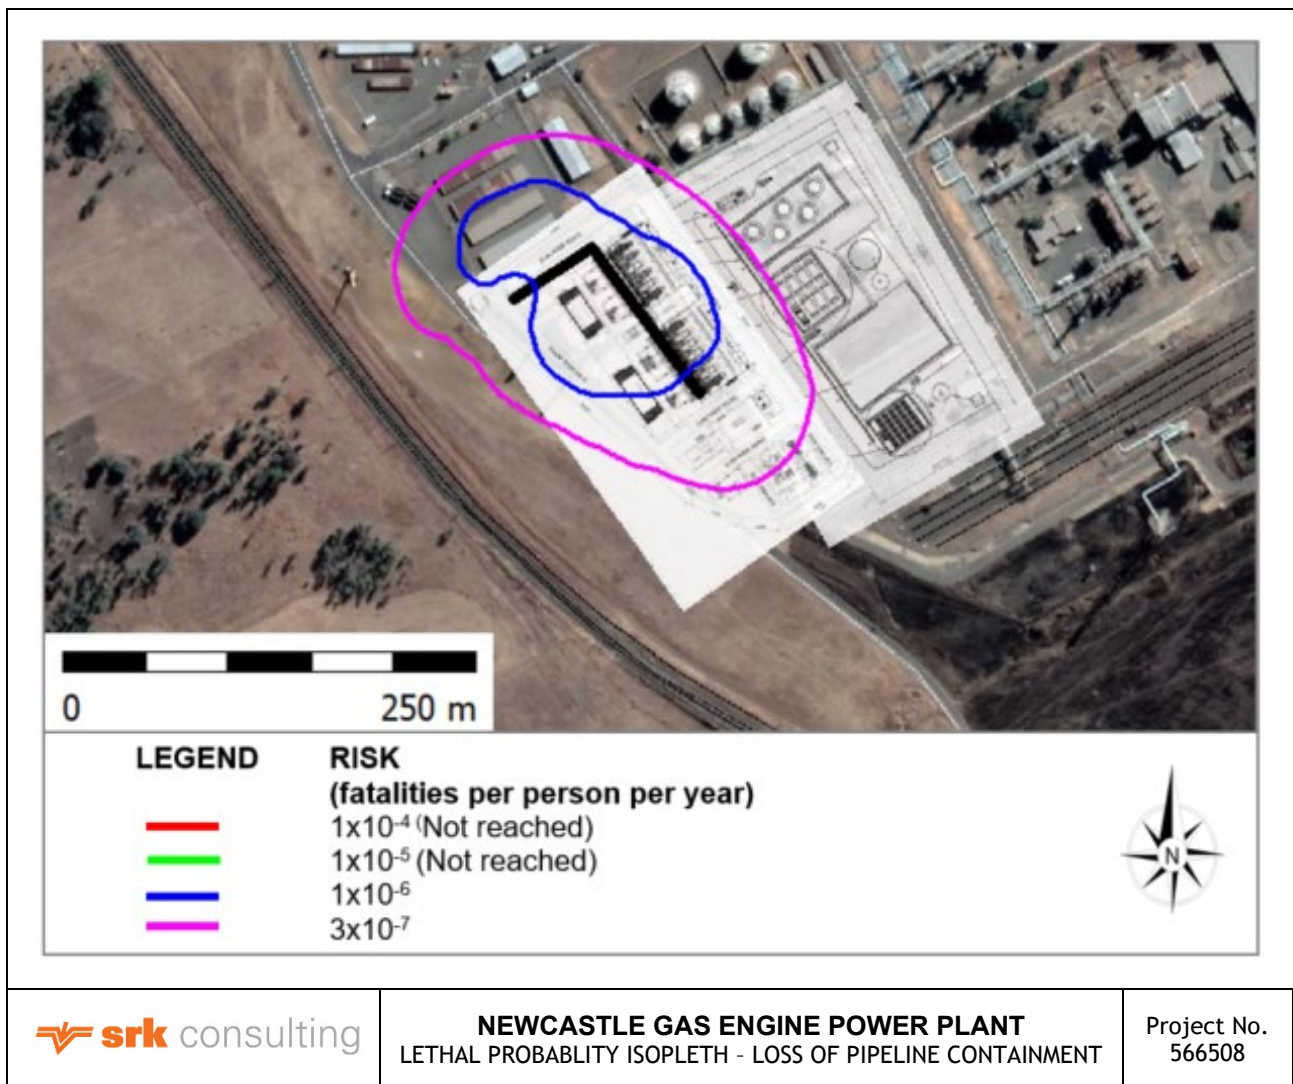 0 250 m
LEGEND RISK
(fatalities per person per year)
1x10⁻⁴ (Not reached)
1x10⁻⁵ (Not reached)
1x10⁻⁶
3x10⁻⁷
N
srk consulting
NEWCASTLE GAS ENGINE POWER PLANT
LETHAL PROBABLITY ISOPLETH - LOSS OF PIPELINE CONTAINMENT
Project No.
566508